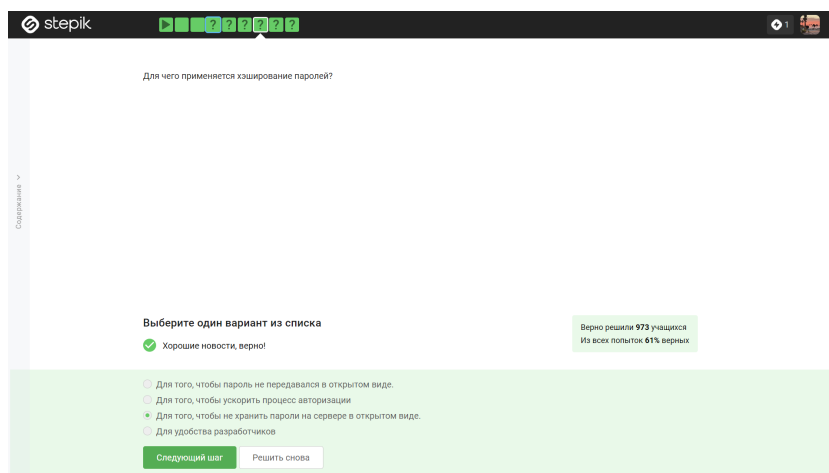 stepik
? ? ? ? ? ?
1
Для чего применяется хэширование паролей?
Содержание
Выберите один вариант из списка
Хорошие новости, верно!
Верно решили 973 учащихся
Из всех попыток 61% верных
Для того, чтобы пароль не передавался в открытом виде.
Для того, чтобы ускорить процесс авторизации
Для того, чтобы не хранить пароли на сервере в открытом виде.
Для удобства разработчиков
Следующий шаг
Решить снова